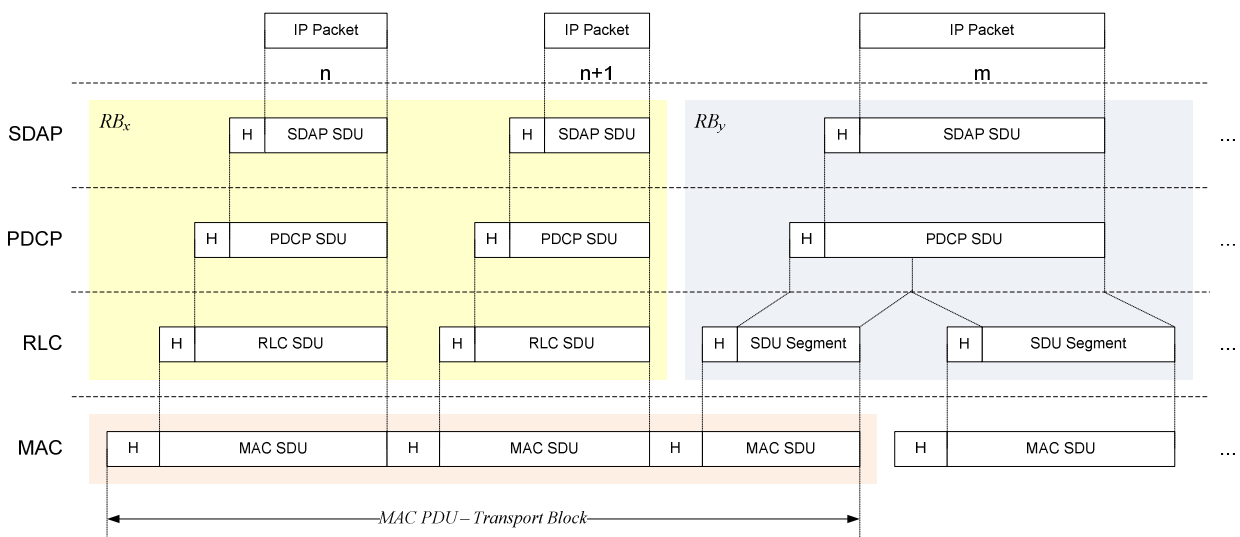 IP Packet IP Packet IP Packet
n n+1 m
RBx RBy
SDAP H SDAP SDU H SDAP SDU H SDAP SDU ...
PDCP H PDCP SDU H PDCP SDU H PDCP SDU ...
RLC H RLC SDU H RLC SDU H SDU Segment H SDU Segment ...
MAC H MAC SDU H MAC SDU H MAC SDU H MAC SDU ...
MAC PDU – Transport Block